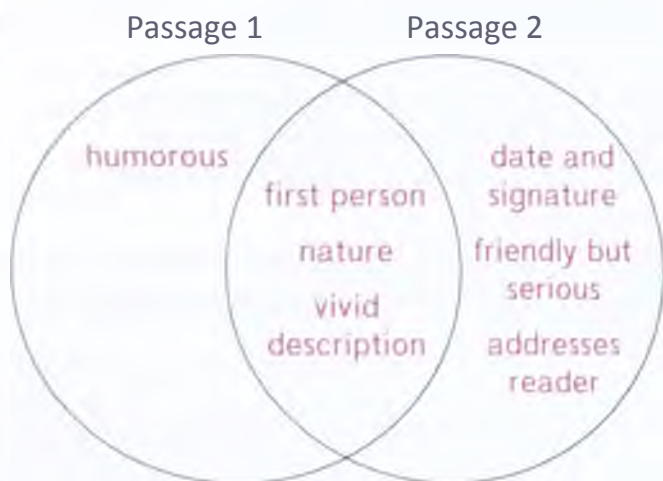 Passage 1
Passage 2
humorous
first person
nature
vivid
description
date and
signature
friendly but
serious
addresses
reader